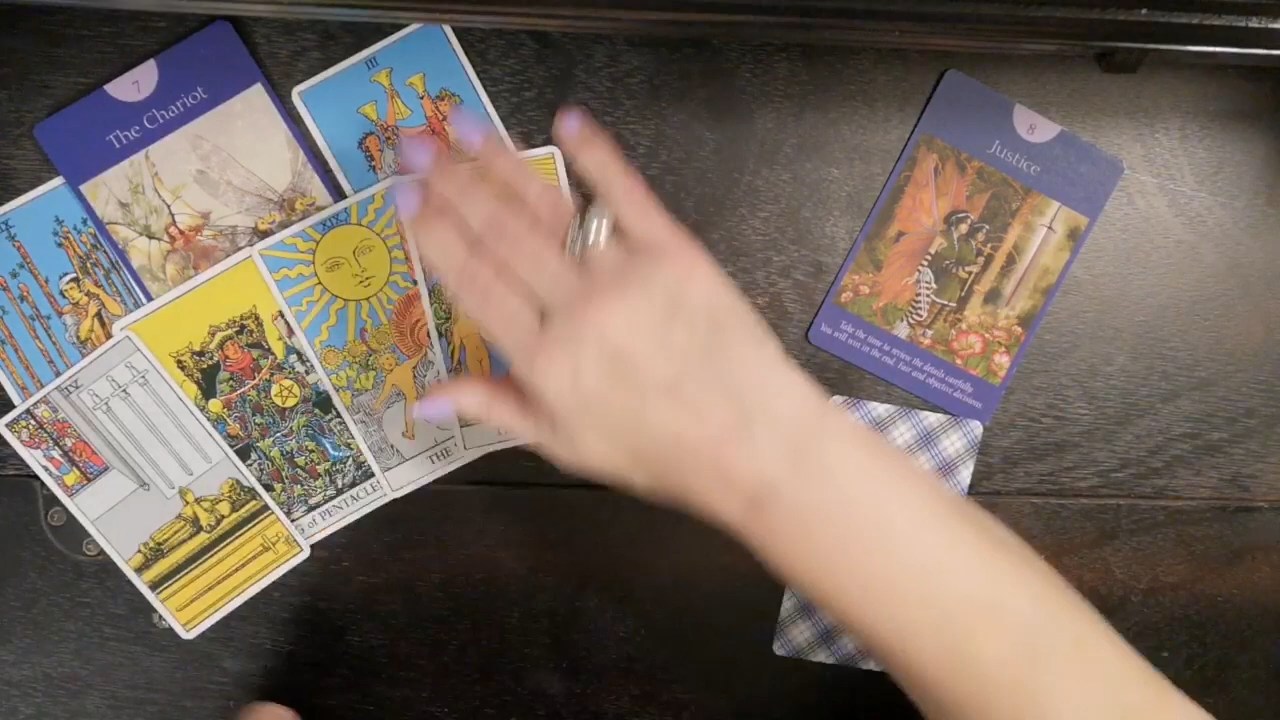 7
The Chariot
III
IX
XIX
IV
G of PENTACLES
THE
8
Justice
Take the time to review the details carefully
You will win in the end. Fair and objective decisions.